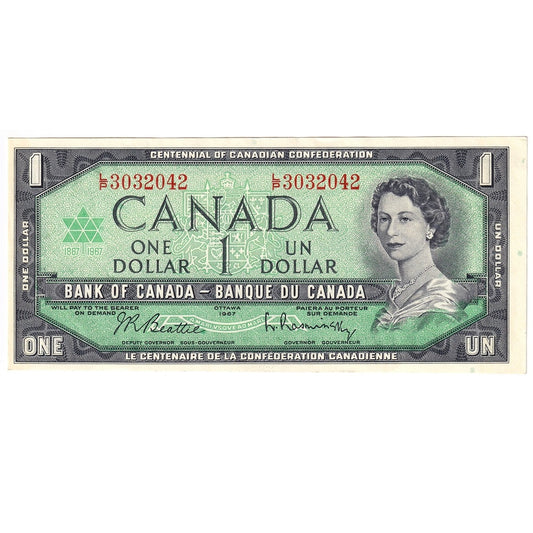 CENTENNIAL OF CANADIAN CONFEDERATION
1 1
L/P 3032042 L/P 3032042
CANADA
1867 1967
ONE DOLLAR 1 UN DOLLAR
ONE DOLLAR
UN DOLLAR
BANK OF CANADA – BANQUE DU CANADA
WILL PAY TO THE BEARER ON DEMAND
OTTAWA 1967
PAIERA AU PORTEUR SUR DEMANDE
J.R. Beattie L. Rasminsky
DEPUTY GOVERNOR SOUS-GOUVERNEUR GOVERNOR GOUVERNEUR
ONE UN
LE CENTENAIRE DE LA CONFÉDÉRATION CANADIENNE